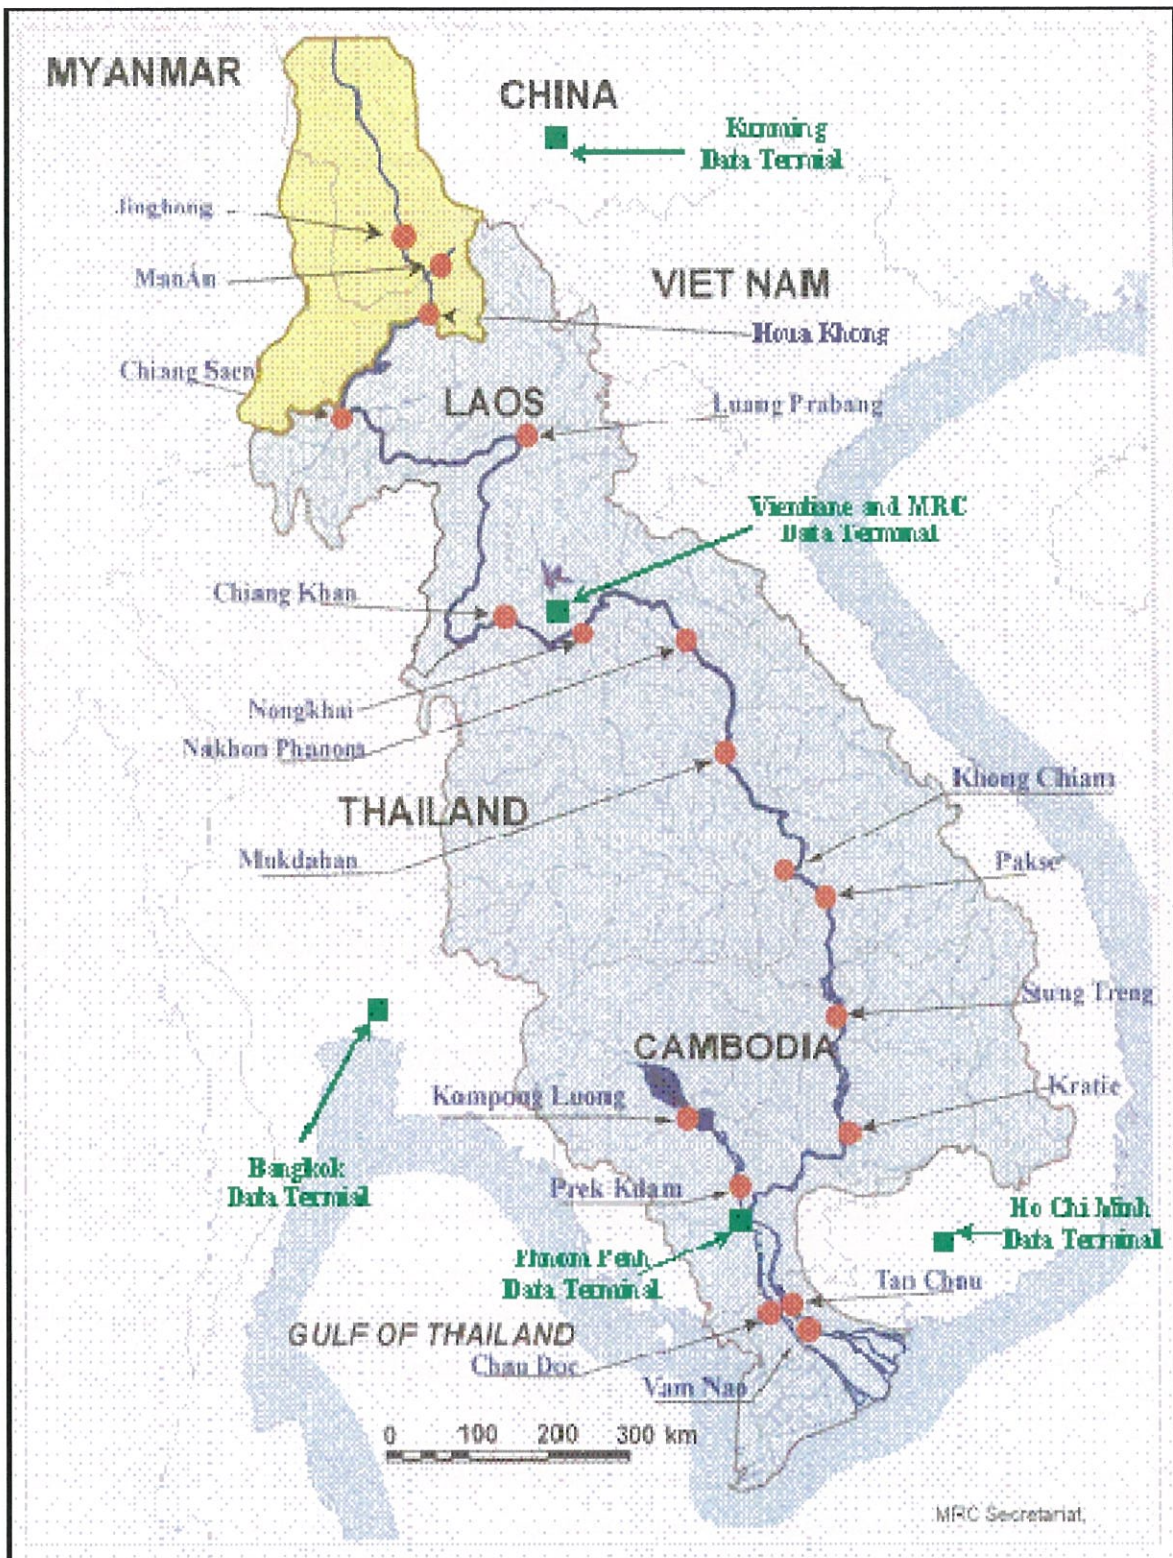 MYANMAR
CHINA
Kunming
Data Termial
Jinghong
ManAn
VIET NAM
Houa Khong
Chiang Saen
LAOS
Luang Prabang
Vientiane and MRC
Data Terminal
Chiang Khan
Nongkhai
Nakhon Phanom
Khong Chiam
THAILAND
Mukdahan
Pakse
Stung Treng
CAMBODIA
Kompong Luong
Kratie
Bangkok
Data Termial
Prek Kdam
Ho Chi Minh
Data Terminal
Phnom Penh
Data Terminal
Tan Chau
GULF OF THAILAND
Chau Doc
Vam Nao
0 100 200 300 km
MRC Secretariat,